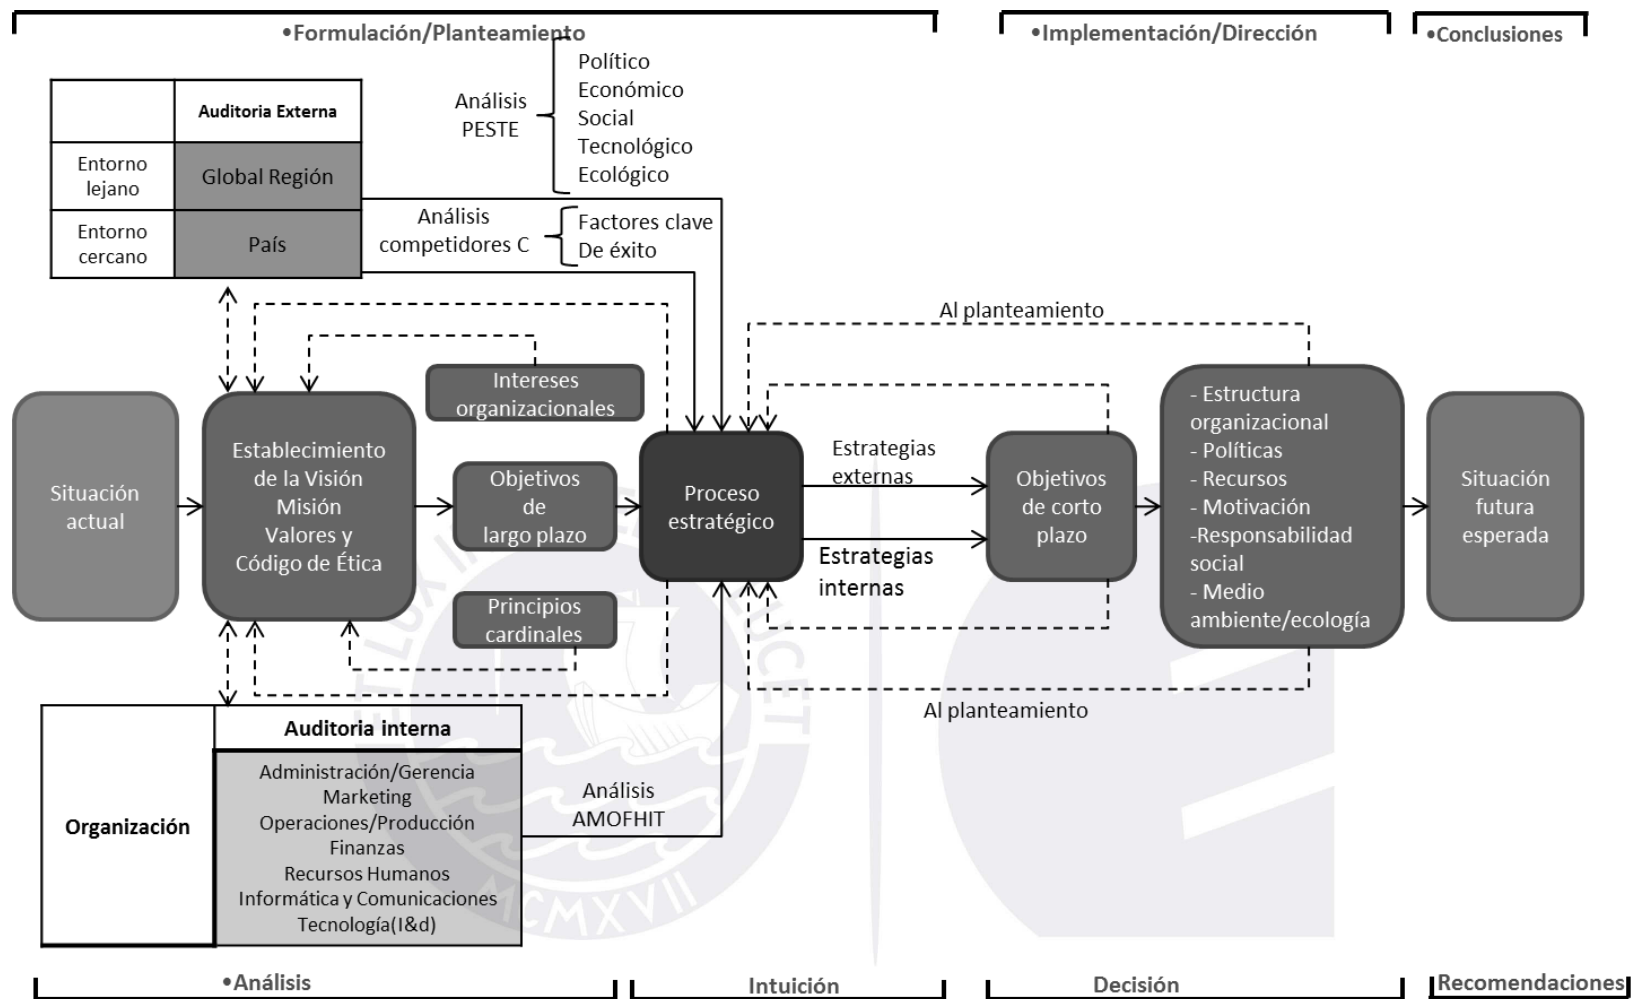 •Formulación/Planteamiento
•Implementación/Dirección
•Conclusiones
Auditoria Externa
Entorno
lejano
Global Región
Entorno
cercano
País
Análisis
PESTE
Político
Económico
Social
Tecnológico
Ecológico
Análisis
competidores C
Factores clave
De éxito
Al planteamiento
Situación
actual
Establecimiento
de la Visión
Misión
Valores y
Código de Ética
Intereses
organizacionales
Objetivos
de
largo plazo
Principios
cardinales
Proceso
estratégico
Estrategias
externas
Estrategias
internas
Objetivos
de corto
plazo
- Estructura
organizacional
- Políticas
- Recursos
- Motivación
-Responsabilidad
social
- Medio
ambiente/ecología
Situación
futura
esperada
Al planteamiento
Organización
Auditoria interna
Administración/Gerencia
Marketing
Operaciones/Producción
Finanzas
Recursos Humanos
Informática y Comunicaciones
Tecnología(I&d)
Análisis
AMOFHIT
MCMXVII
•Análisis
Intuición
Decisión
Recomendaciones